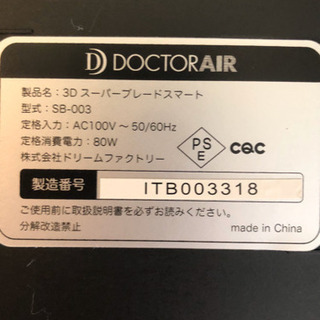 DOCTORAIR
製品名：3Dスーパーブレードスマート
型式：SB-003
定格入力：AC100V～50/60Hz
定格消費電力：80W
株式会社ドリームファクトリー
PS
E
CQC
製造番号
ITB003318
ご使用前に取扱説明書を必ずお読みください。
分解改造禁止
made in China